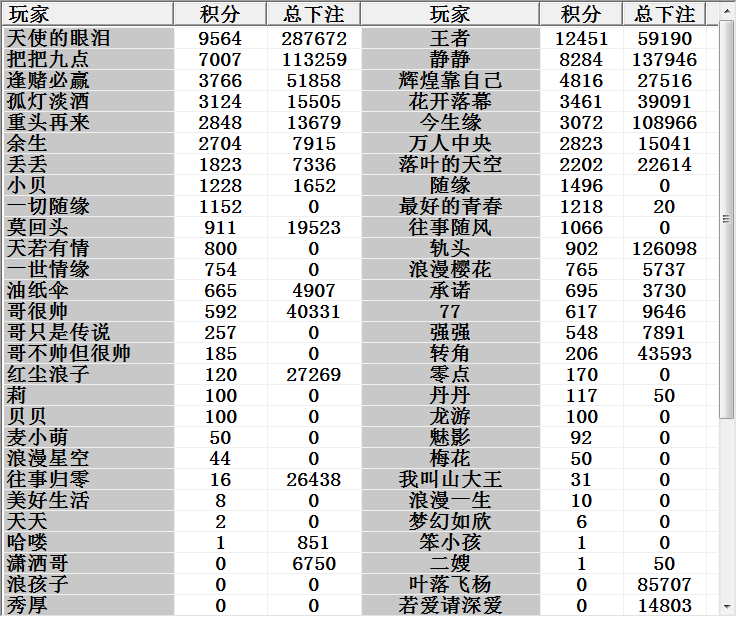 玩家 积分 总下注 玩家 积分 总下注
天使的眼泪 9564 287672 王者 12451 59190
把把九点 7007 113259 静静 8284 137946
逢赌必赢 3766 51858 辉煌靠自己 4816 27516
孤灯淡酒 3124 15505 花开落幕 3461 39091
重头再来 2848 13679 今生缘 3072 108966
余生 2704 7915 万人中央 2823 15041
丢丢 1823 7336 落叶的天空 2202 22614
小贝 1228 1652 随缘 1496 0
一切随缘 1152 0 最好的青春 1218 20
莫回头 911 19523 往事随风 1066 0
天若有情 800 0 轨头 902 126098
一世情缘 754 0 浪漫樱花 765 5737
油纸伞 665 4907 承诺 695 3730
哥很帅 592 40331 77 617 9646
哥只是传说 257 0 强强 548 7891
哥不帅但很帅 185 0 转角 206 43593
红尘浪子 120 27269 零点 170 0
莉 100 0 丹丹 117 50
贝贝 100 0 龙游 100 0
麦小萌 50 0 魅影 92 0
浪漫星空 44 0 梅花 50 0
往事归零 16 26438 我叫山大王 31 0
美好生活 8 0 浪漫一生 10 0
天天 2 0 梦幻如欣 6 0
哈喽 1 851 笨小孩 1 0
潇洒哥 0 6750 二嫂 1 50
浪孩子 0 0 叶落飞杨 0 85707
秀厚 0 0 若爱请深爱 0 14803